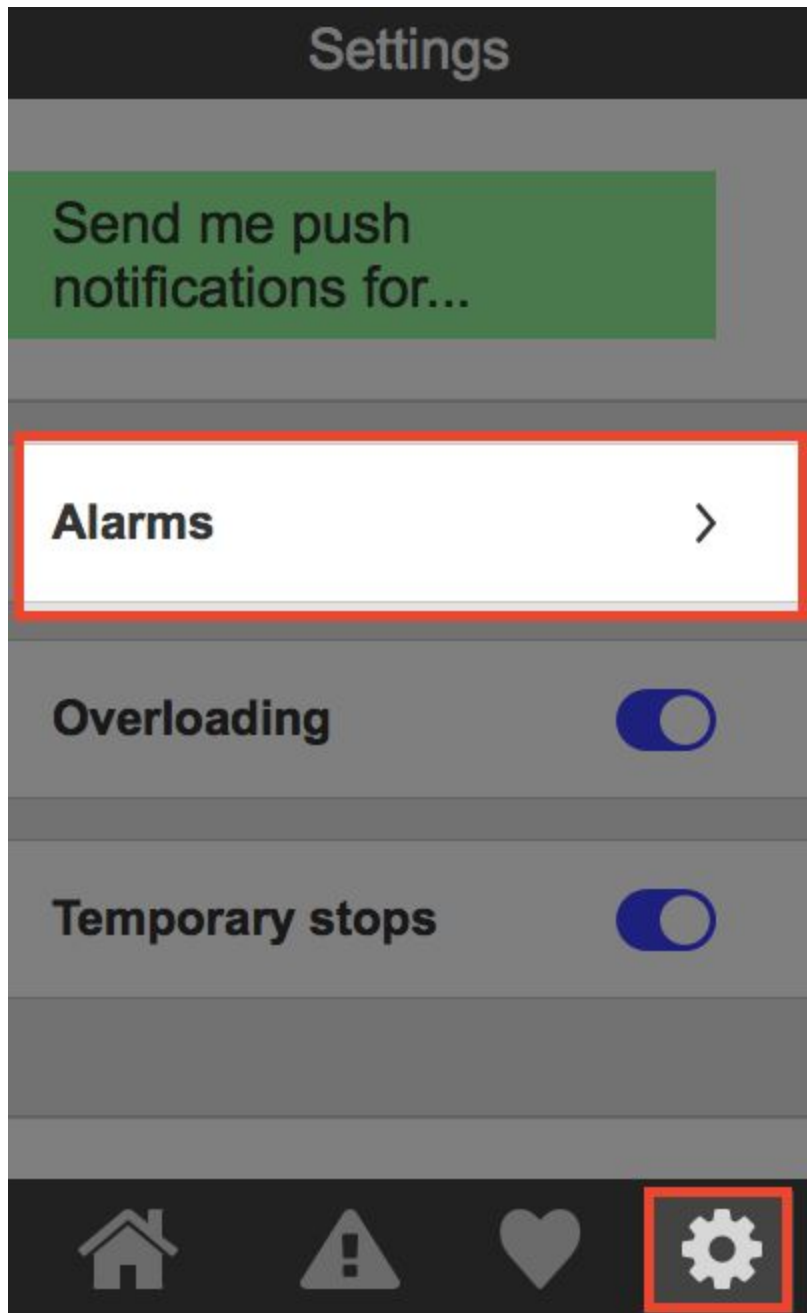 Settings
Send me push
notifications for...
Alarms
Overloading
Temporary stops